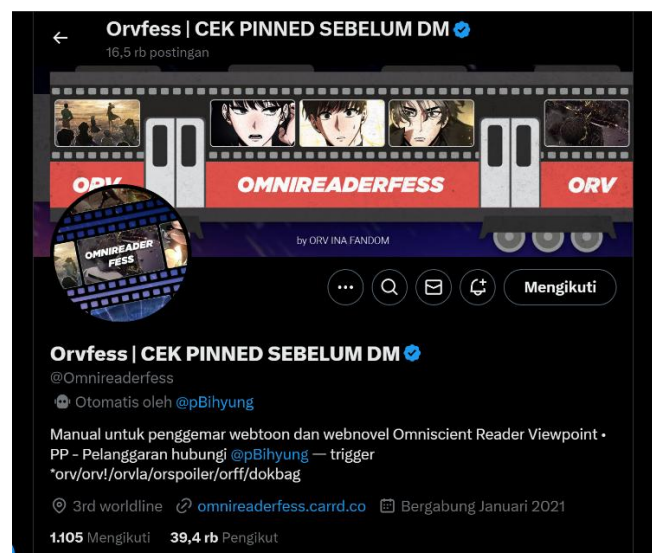 Orvfess | CEK PINNED SEBELUM DM
16,5 rb postingan
ORV
OMNIREADERFESS
ORV
by ORV INA FANDOM
OMNIREADER
FESS
Mengikuti
Orvfess | CEK PINNED SEBELUM DM
@Omnireaderfess
Otomatis oleh @pBihyung
Manual untuk penggemar webtoon dan webnovel Omniscient Reader Viewpoint •
PP - Pelanggaran hubungi @pBihyung — trigger
*orv/orv!/orvla/orspoiler/orff/dokbag
3rd worldline omnireaderfess.carrd.co Bergabung Januari 2021
1.105 Mengikuti 39,4 rb Pengikut